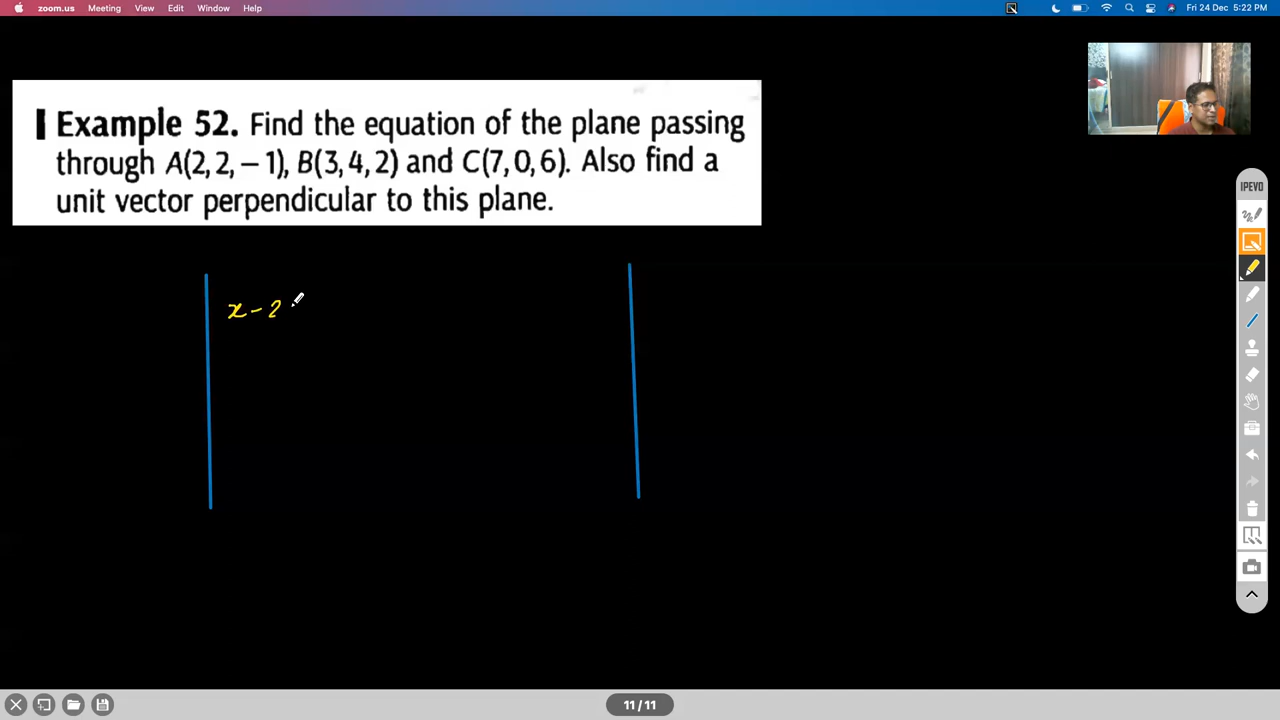 zoom.us Meeting View Edit Window Help Fri 24 Dec 5:22 PM
Example 52. Find the equation of the plane passing
through A(2, 2, – 1), B(3, 4, 2) and C(7, 0, 6). Also find a
unit vector perpendicular to this plane.
IPEVO
x - 2
11 / 11